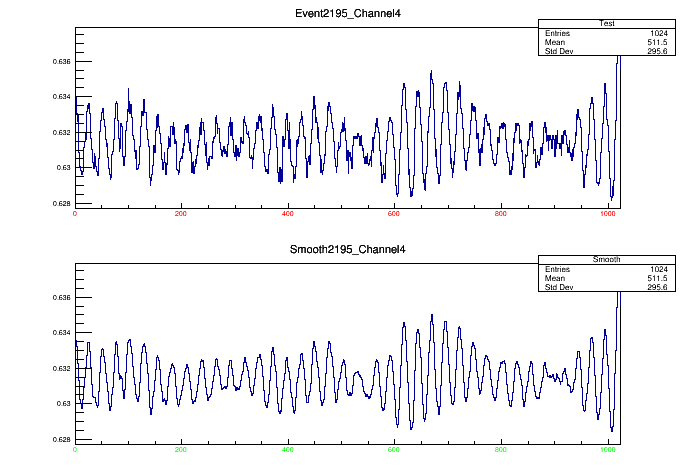 Event2195_Channel4
Test
Entries 1024
Mean 511.5
Std Dev 295.6
0.636
0.634
0.632
0.63
0.628
0 200 400 600 800 1000
Smooth2195_Channel4
Smooth
Entries 1024
Mean 511.5
Std Dev 295.6
0.636
0.634
0.632
0.63
0.628
0 200 400 600 800 1000